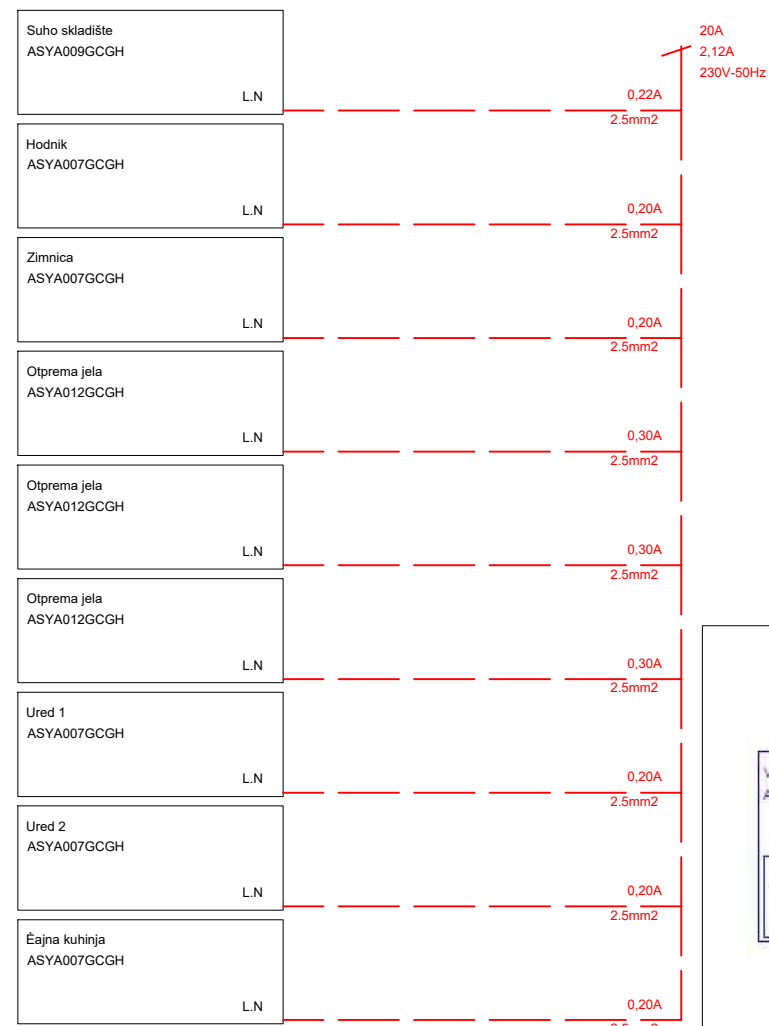 Suho skladište
ASYA009GCGH
L.N
0,22A
2.5mm2
20A
2,12A
230V-50Hz
Hodnik
ASYA007GCGH
L.N
0,20A
2.5mm2
Zimnica
ASYA007GCGH
L.N
0,20A
2.5mm2
Otprema jela
ASYA012GCGH
L.N
0,30A
2.5mm2
Otprema jela
ASYA012GCGH
L.N
0,30A
2.5mm2
Otprema jela
ASYA012GCGH
L.N
0,30A
2.5mm2
Ured 1
ASYA007GCGH
L.N
0,20A
2.5mm2
Ured 2
ASYA007GCGH
L.N
0,20A
2.5mm2
Èajna kuhinja
ASYA007GCGH
L.N
0,20A